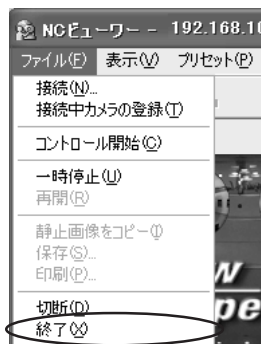 NCビューワー - 192.168.10
ファイル(F) 表示(V) プリセット(P)
接続(N)...
接続中カメラの登録(T)
コントロール開始(C)
一時停止(U)
再開(R)
静止画像をコピー(I)
保存(S)...
印刷(P)...
切断(D)
終了(X)
w
pe